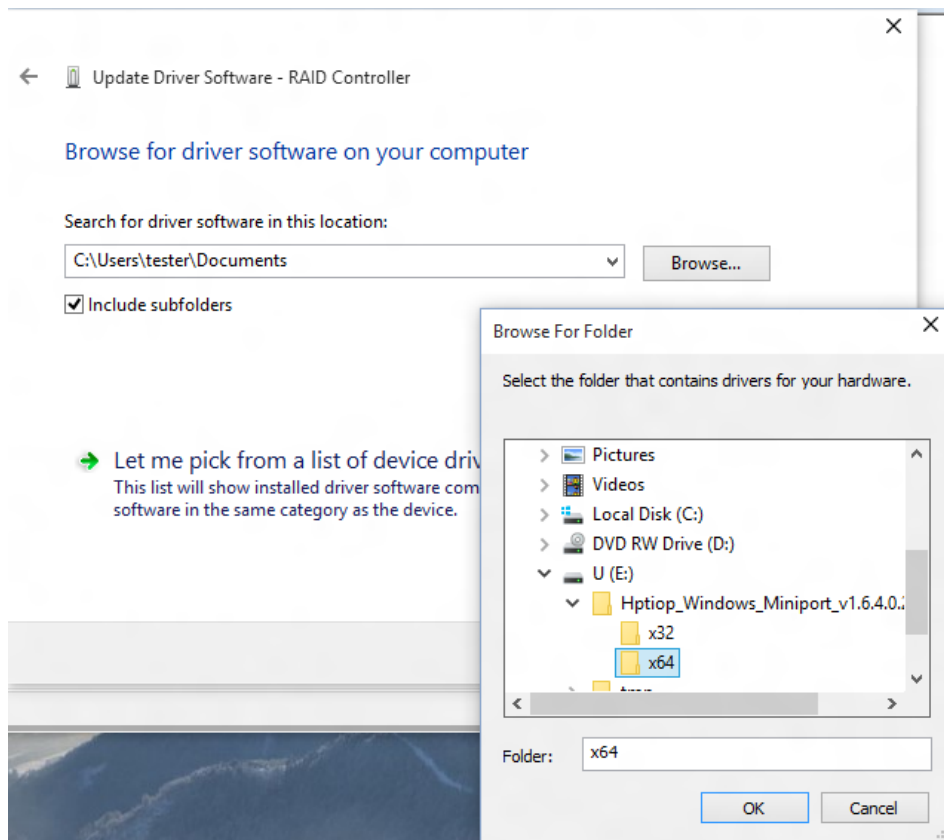 Update Driver Software - RAID Controller
Browse for driver software on your computer
Search for driver software in this location:
C:\Users\tester\Documents
Browse...
Include subfolders
Let me pick from a list of device driv
This list will show installed driver software com
software in the same category as the device.
Browse For Folder
Select the folder that contains drivers for your hardware.
Pictures
Videos
Local Disk (C:)
DVD RW Drive (D:)
U (E:)
Hptiop_Windows_Miniport_v1.6.4.0.
x32
x64
Folder:
x64
OK
Cancel